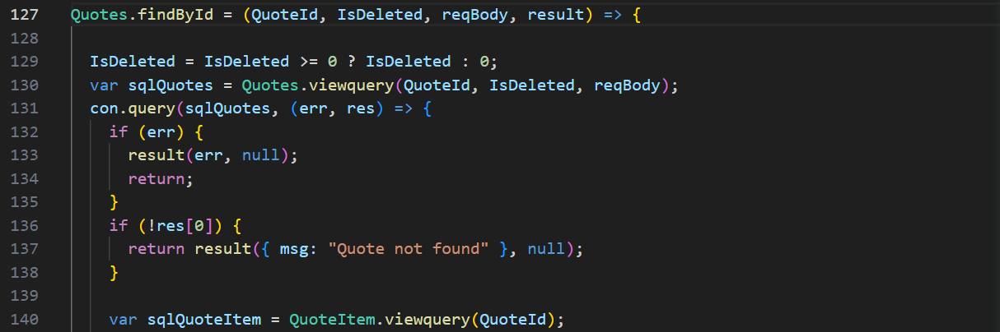 127 Quotes.findById = (QuoteId, IsDeleted, reqBody, result) => {
128
129 IsDeleted = IsDeleted >= 0 ? IsDeleted : 0;
130 var sqlQuotes = Quotes.viewquery(QuoteId, IsDeleted, reqBody);
131 con.query(sqlQuotes, (err, res) => {
132 if (err) {
133 result(err, null);
134 return;
135 }
136 if (!res[0]) {
137 return result({ msg: "Quote not found" }, null);
138 }
139
140 var sqlQuoteItem = QuoteItem.viewquery(QuoteId);